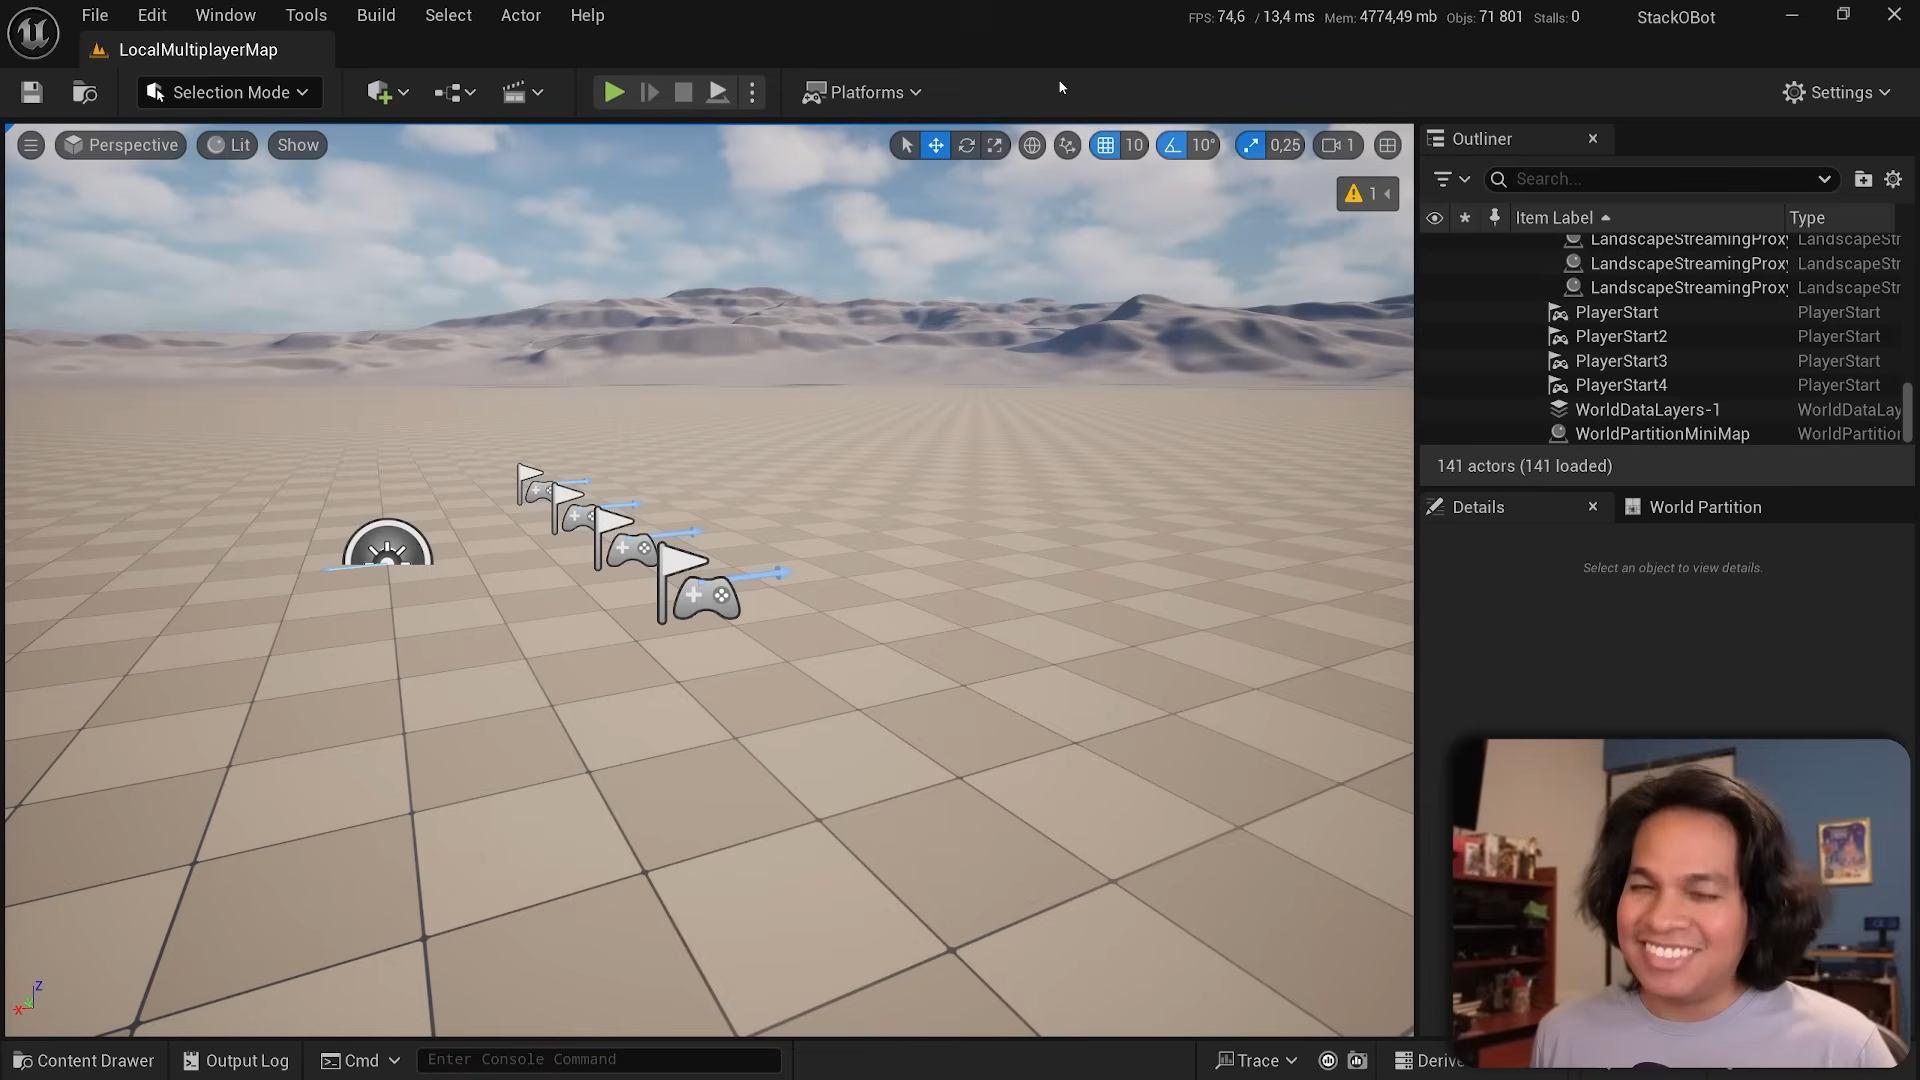 File Edit Window Tools Build Select Actor Help
FPS: 74,6 / 13,4 ms Mem: 4774,49 mb Objs: 71 801 Stalls: 0
StackOBot
LocalMultiplayerMap
Selection Mode
Platforms
Settings
Perspective Lit Show
10 10° 0,25 1
1
Outliner
Search...
Item Label Type
LandscapeStreamingProxy LandscapeStr
LandscapeStreamingProxy LandscapeStr
LandscapeStreamingProxy LandscapeStr
PlayerStart PlayerStart
PlayerStart2 PlayerStart
PlayerStart3 PlayerStart
PlayerStart4 PlayerStart
WorldDataLayers-1 WorldDataLay
WorldPartitionMiniMap WorldPartition
141 actors (141 loaded)
Details World Partition
Select an object to view details.
Z
X
Content Drawer Output Log Cmd Enter Console Command
Trace Derive